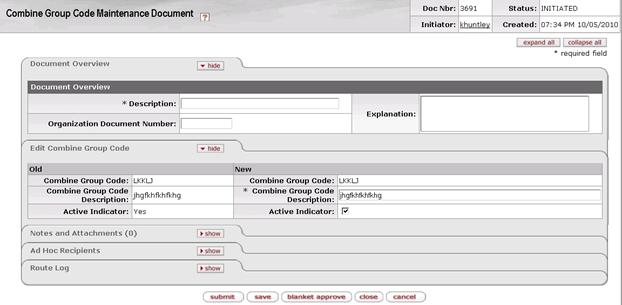 Combine Group Code Maintenance Document ?
Doc Nbr: 3691 Status: INITIATED
Initiator: khuntley Created: 07:34 PM 10/05/2010
expand all collapse all
* required field
Document Overview hide
Document Overview
* Description: Explanation:
Organization Document Number:
Edit Combine Group Code hide
Old New
Combine Group Code: LKKLJ Combine Group Code: LKKLJ
Combine Group Code Description: jhgfkhfkhfkhg * Combine Group Code Description: jhgfkhfkhfkhg
Active Indicator: Yes Active Indicator:
Notes and Attachments (0) show
Ad Hoc Recipients show
Route Log show
submit save blanket approve close cancel